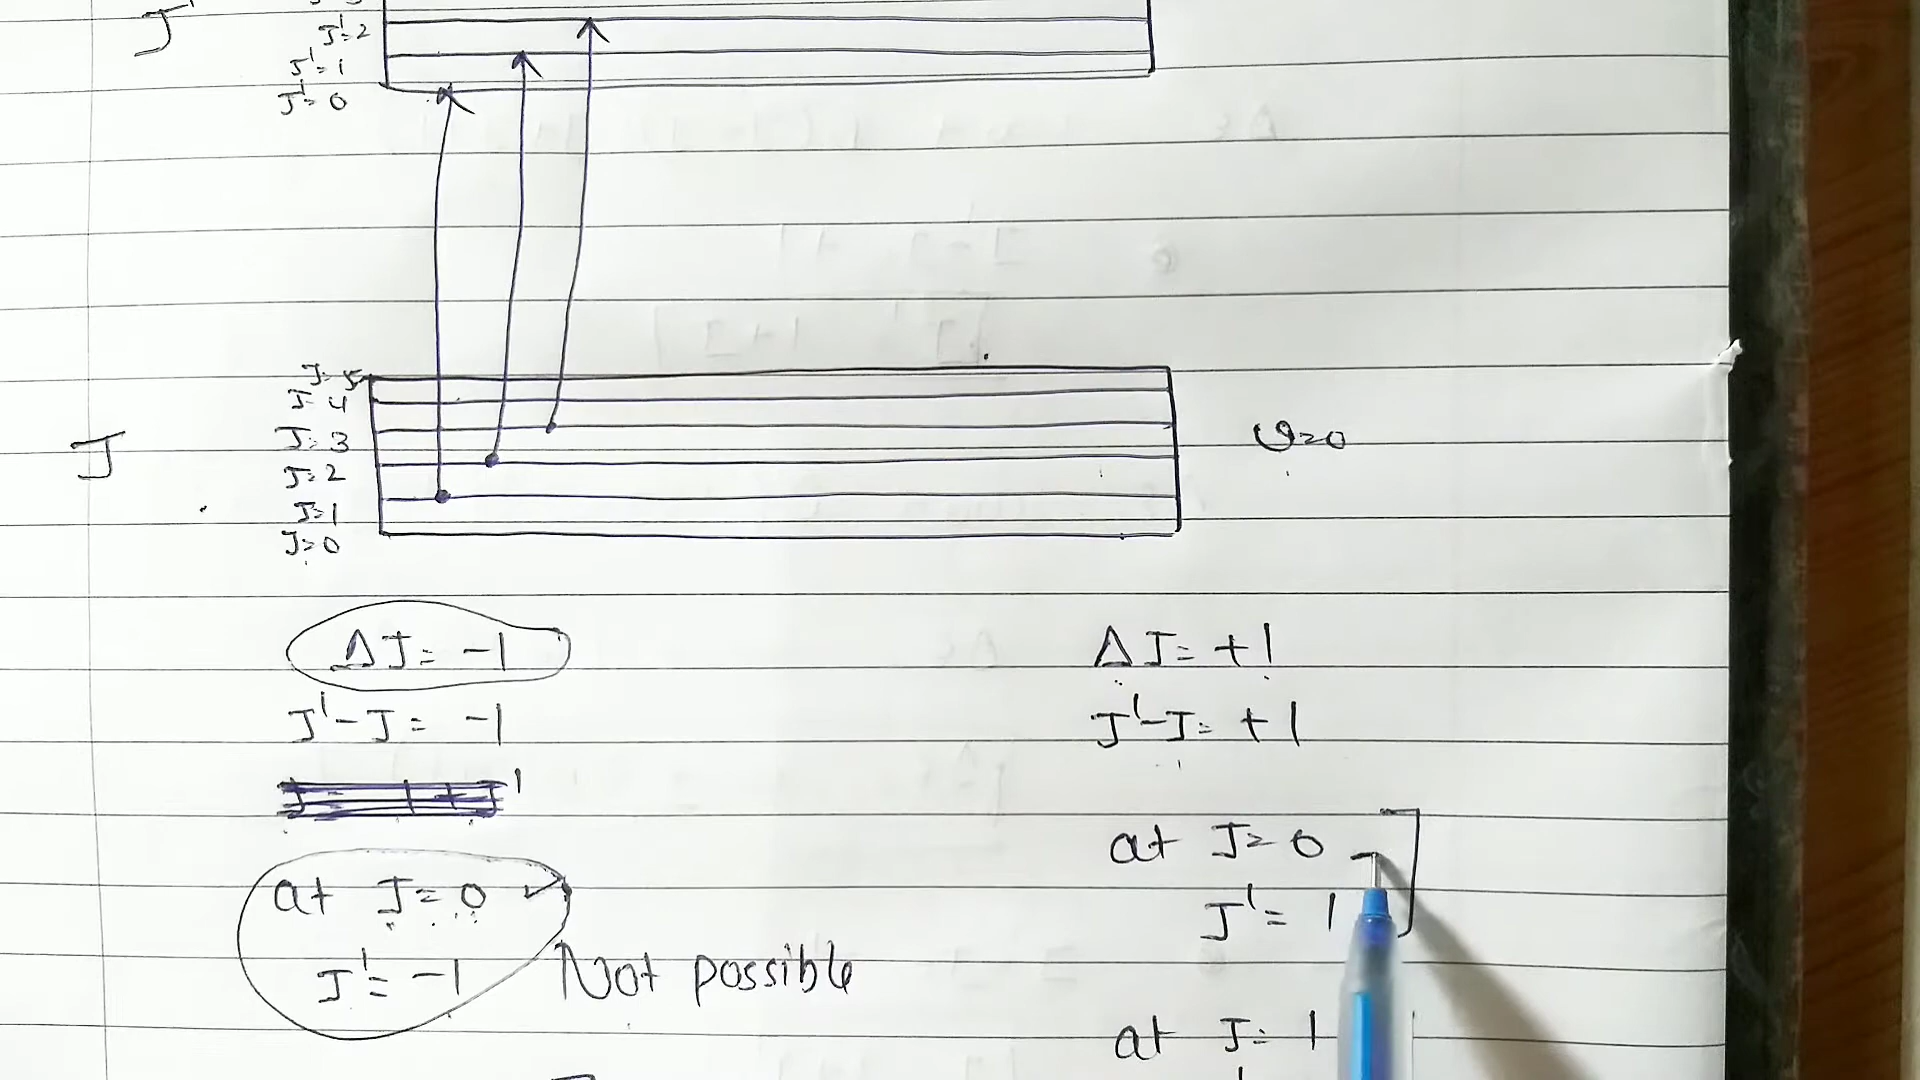 J'
J'=2
J'=1
J'=0
J=5
J=4
J=3
J=2
J=1
J=0
J
v=0
ΔJ= -1
J'-J= -1
at J=0 ✓
J'= -1
Not possible
ΔJ= +1
J'-J= +1
at J=0
J'= 1
at J= 1